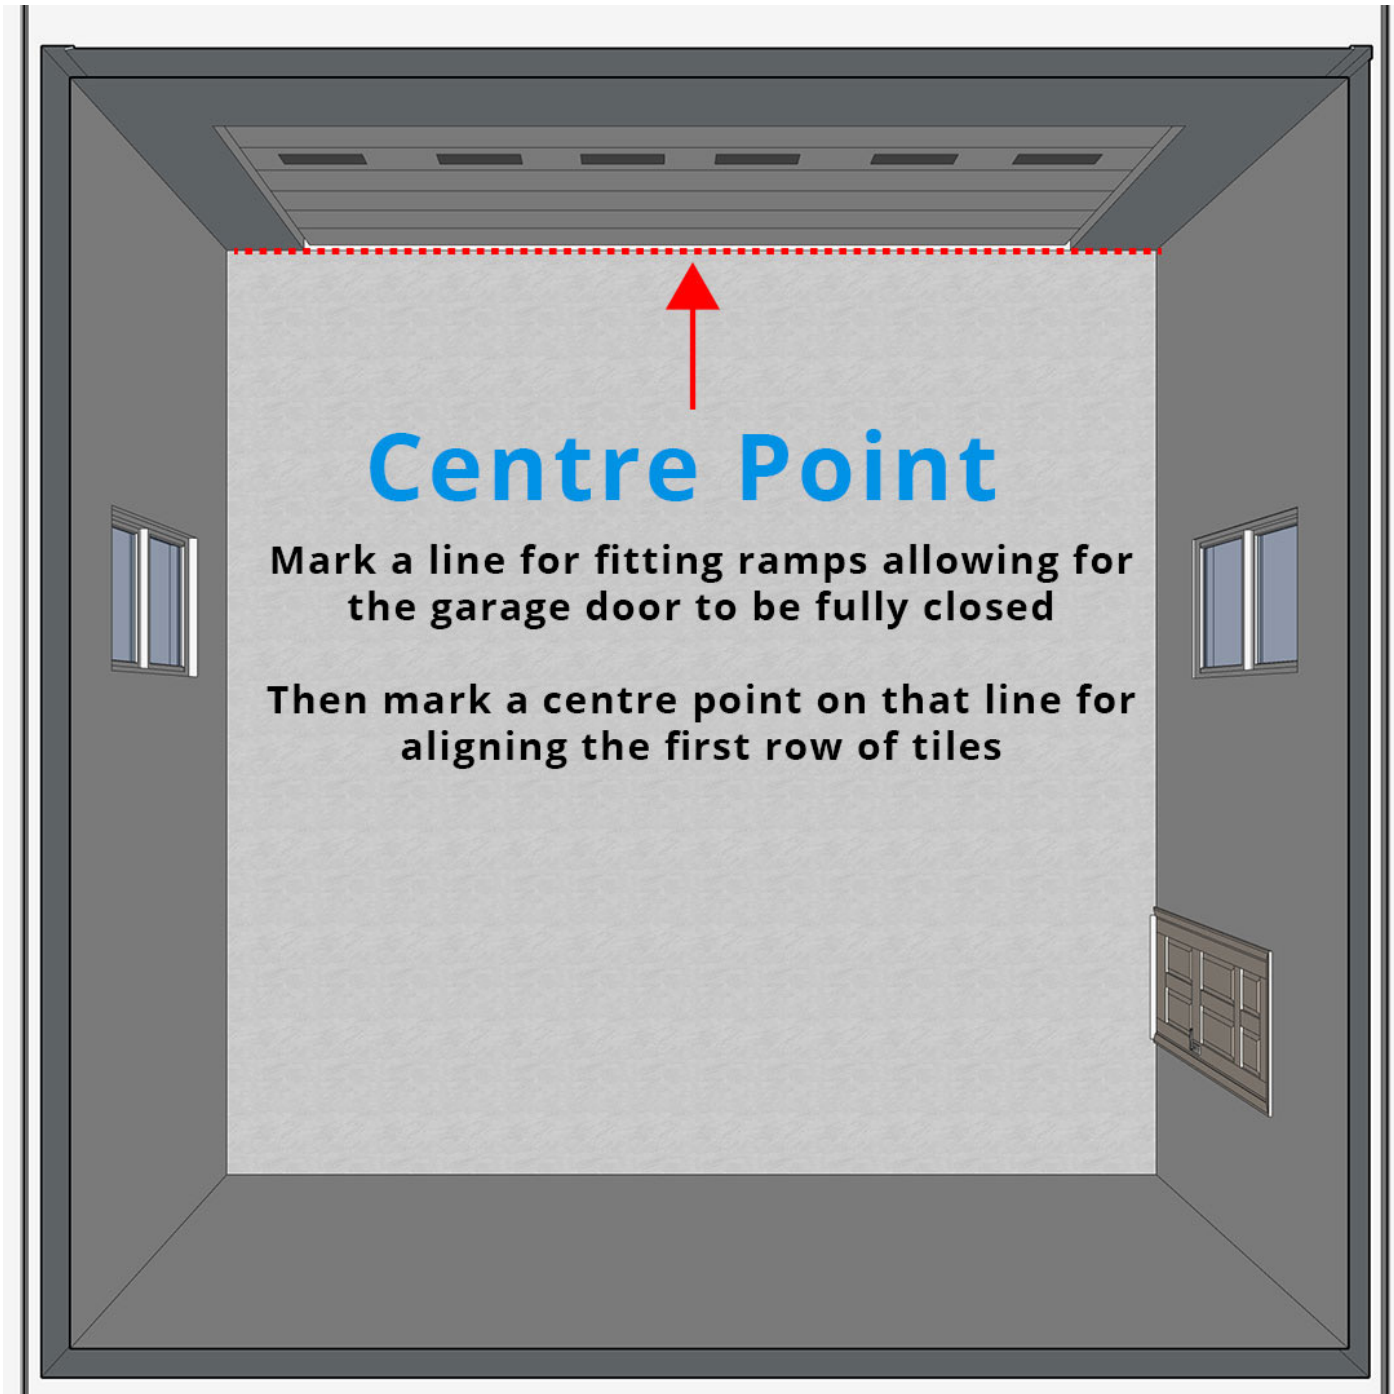 Centre Point
Mark a line for fitting ramps allowing for
the garage door to be fully closed
Then mark a centre point on that line for
aligning the first row of tiles